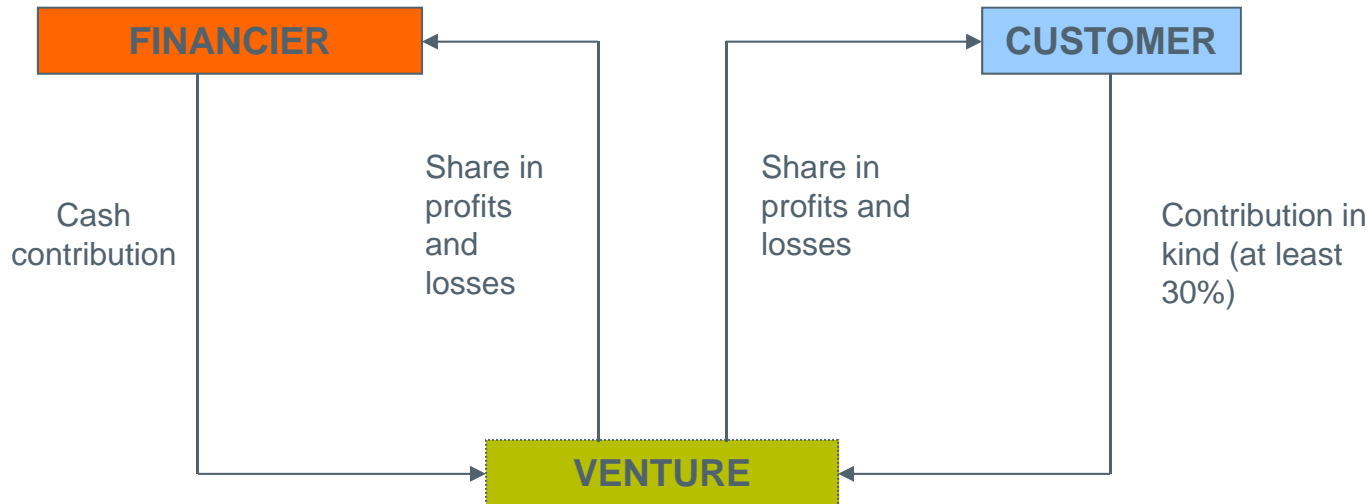 FINANCIER
CUSTOMER
Cash
contribution
Share in
profits
and
losses
Share in
profits and
losses
Contribution in
kind (at least
30%)
VENTURE